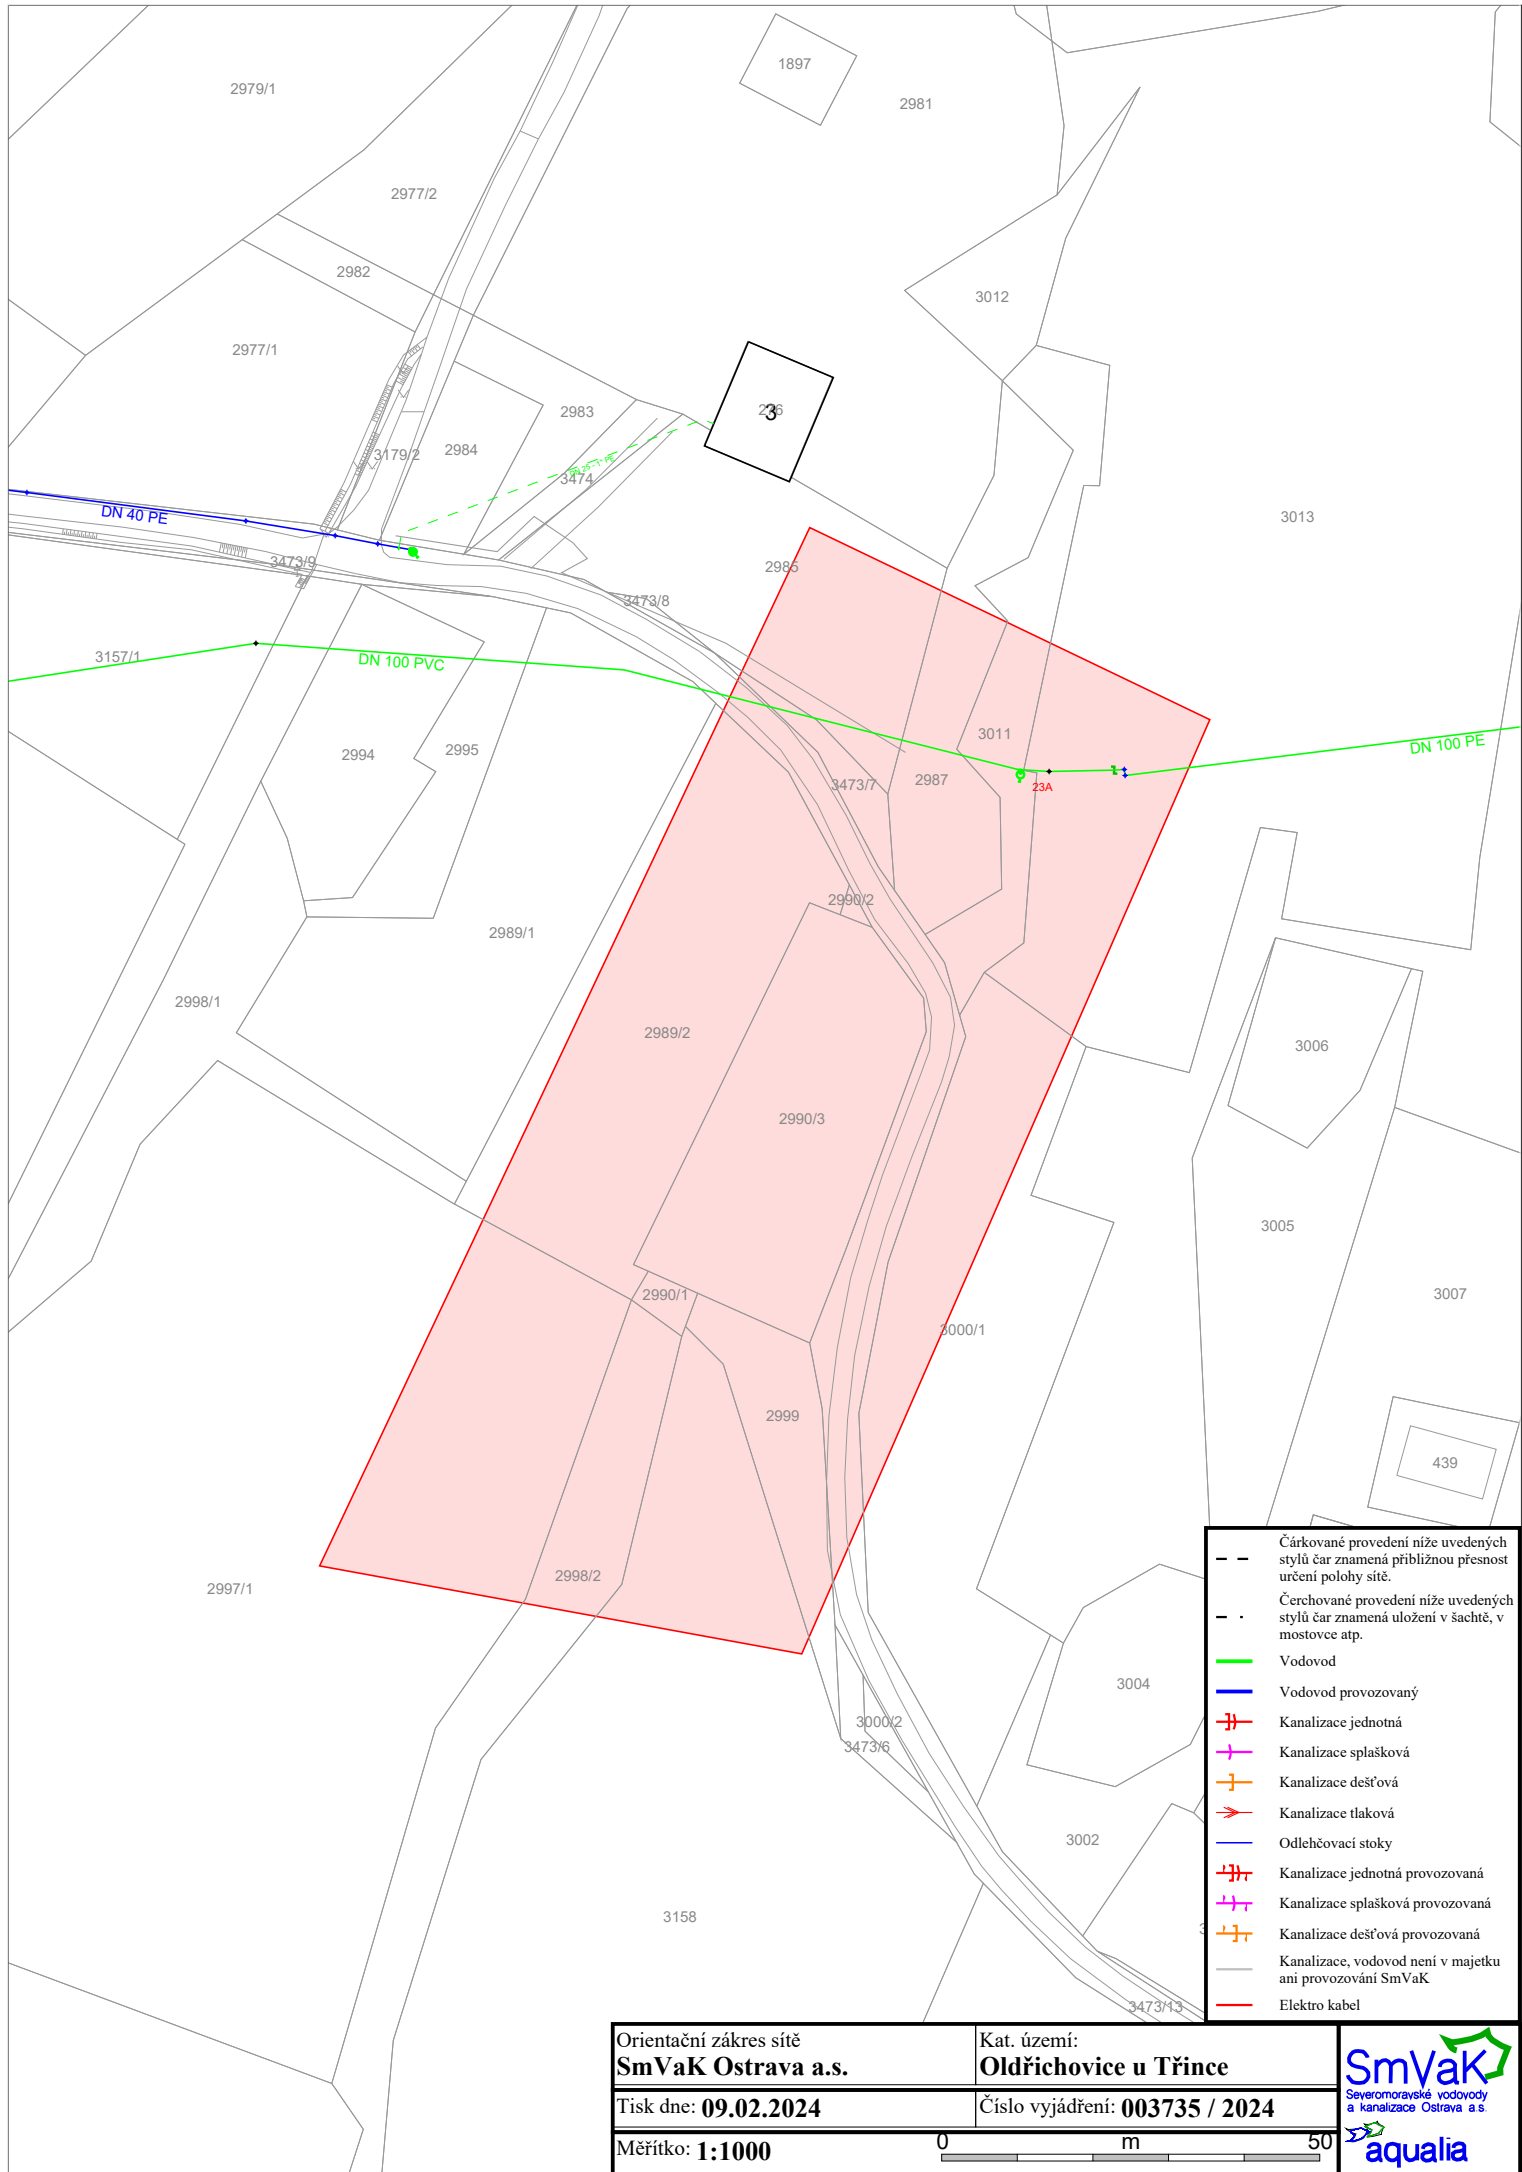 1897
2979/1
2981
2977/2
2982
3012
2977/1
2983
276
3
2984
3179/2
3474
DN 40 PE
3013
3473/9
2985
3473/8
3157/1
DN 100 PVC
2994
2995
3011
DN 100 PE
3473/7
2987
23A
2990/2
2989/1
2998/1
2989/2
3006
2990/3
3005
2990/1
3007
3000/1
2999
439
2997/1
2998/2
3004
3000/2
3473/6
3002
3158
3473/13
Čárkované provedení níže uvedených
stylů čar znamená přibližnou přesnost
určení polohy sítě.
Čerchované provedení níže uvedených
stylů čar znamená uložení v šachtě, v
mostovce atp.
Vodovod
Vodovod provozovaný
Kanalizace jednotná
Kanalizace splašková
Kanalizace dešťová
Kanalizace tlaková
Odlehčovací stoky
Kanalizace jednotná provozovaná
Kanalizace splašková provozovaná
Kanalizace dešťová provozovaná
Kanalizace, vodovod není v majetku
ani provozování SmVaK
Elektro kabel
Orientační zákres sítě
SmVaK Ostrava a.s.
Kat. území:
Oldřichovice u Třince
Tisk dne: 09.02.2024
Číslo vyjádření: 003735 / 2024
Měřítko: 1:1000
0 m 50
SmVaK
Severomoravské vodovody
a kanalizace Ostrava a.s.
aqualia